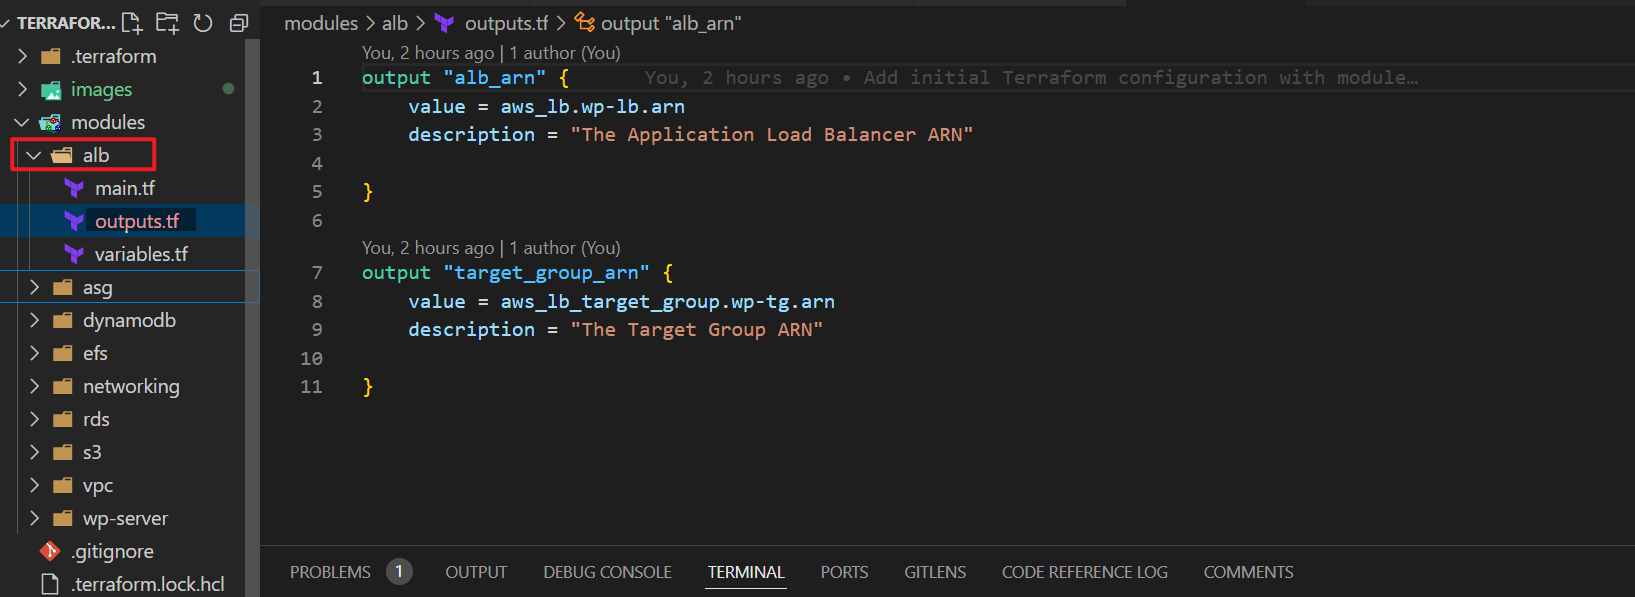 TERRAFOR...
.terraform
images
modules
alb
main.tf
outputs.tf
variables.tf
asg
dynamodb
efs
networking
rds
s3
vpc
wp-server
.gitignore
.terraform.lock.hcl
modules > alb > outputs.tf > output "alb_arn"
You, 2 hours ago | 1 author (You)
1 output "alb_arn" { You, 2 hours ago • Add initial Terraform configuration with module…
2 value = aws_lb.wp-lb.arn
3 description = "The Application Load Balancer ARN"
4
5 }
6
You, 2 hours ago | 1 author (You)
7 output "target_group_arn" {
8 value = aws_lb_target_group.wp-tg.arn
9 description = "The Target Group ARN"
10
11 }
PROBLEMS 1 OUTPUT DEBUG CONSOLE TERMINAL PORTS GITLENS CODE REFERENCE LOG COMMENTS